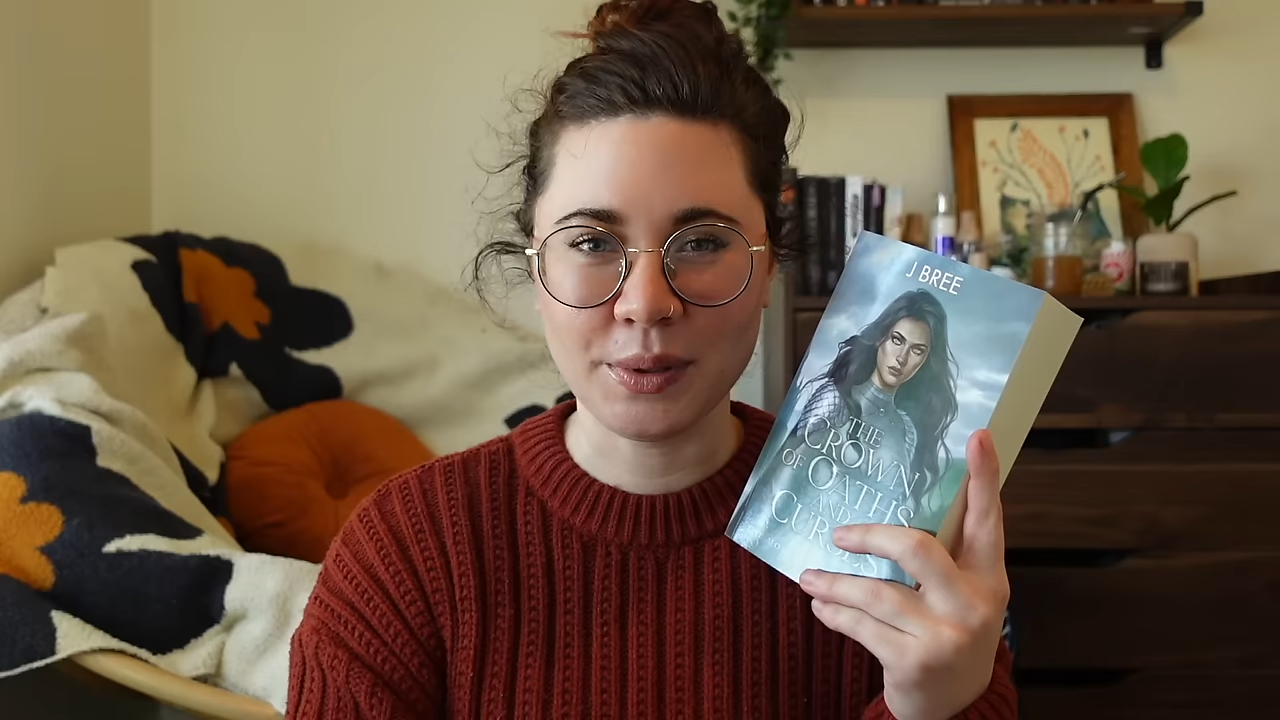 J BREE
THE
CROWN
OF OATHS
AND
CURSES